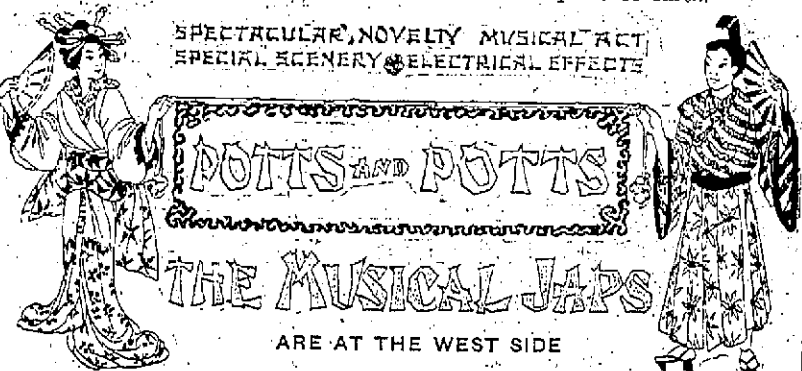 SPECTACULAR, NOVELTY MUSICAL ACT
SPECIAL SCENERY & ELECTRICAL EFFECTS
POTTS AND POTTS
THE MUSICAL JAPS
ARE AT THE WEST SIDE